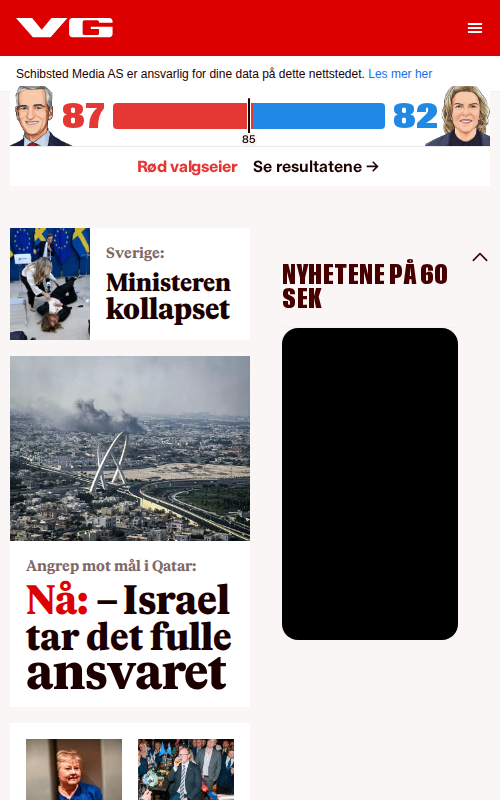 VG
Schibsted Media AS er ansvarlig for dine data på dette nettstedet. Les mer her
87
82
85
Rød valgseier Se resultatene →
Sverige:
Ministeren
kollapset
NYHETENE PÅ 60
SEK
Angrep mot mål i Qatar:
Nå: – Israel
tar det fulle
ansvaret